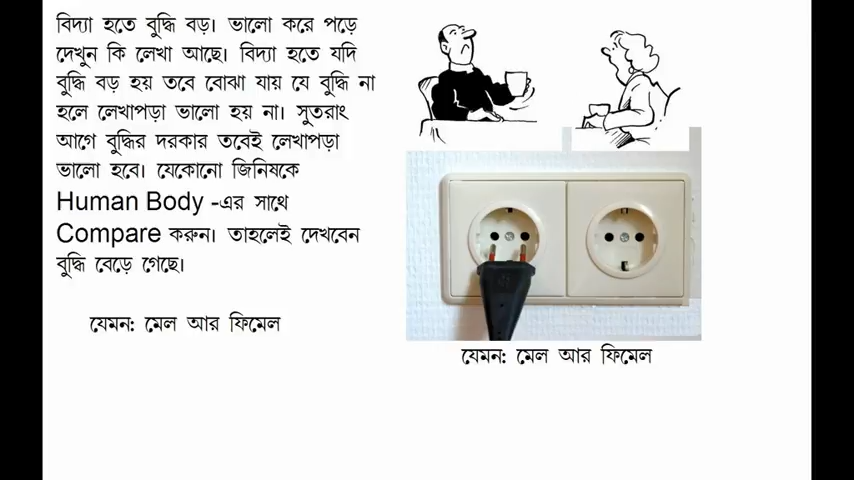 বিদ্যা হতে বুদ্ধি বড়। ভালো করে পড়ে
দেখুন কি লেখা আছে। বিদ্যা হতে যদি
বুদ্ধি বড় হয় তবে বোঝা যায় যে বুদ্ধি না
হলে লেখাপড়া ভালো হয় না। সুতরাং
আগে বুদ্ধির দরকার তবেই লেখাপড়া
ভালো হবে। যেকোনো জিনিষকে
Human Body -এর সাথে
Compare করুন। তাহলেই দেখবেন
বুদ্ধি বেড়ে গেছে।
যেমন: মেল আর ফিমেল
যেমন: মেল আর ফিমেল